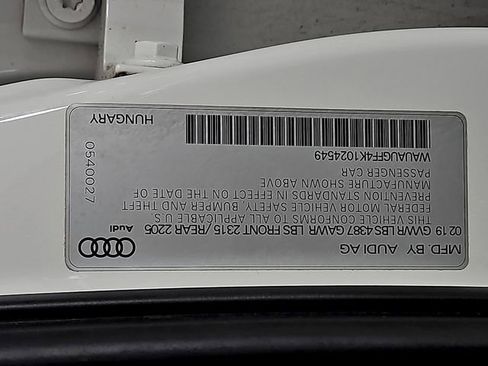 MFD. BY AUDI AG
02 19 GVWR LBS 4387 GAWR LBS FRONT 2315 / REAR 2205
THIS VEHICLE CONFORMS TO ALL APPLICABLE U.S.
FEDERAL MOTOR VEHICLE SAFETY, BUMPER, AND THEFT
PREVENTION STANDARDS IN EFFECT ON THE DATE OF
MANUFACTURE SHOWN ABOVE
PASSENGER CAR
WAUAUGFF4K1024549
Audi
0540027
HUNGARY